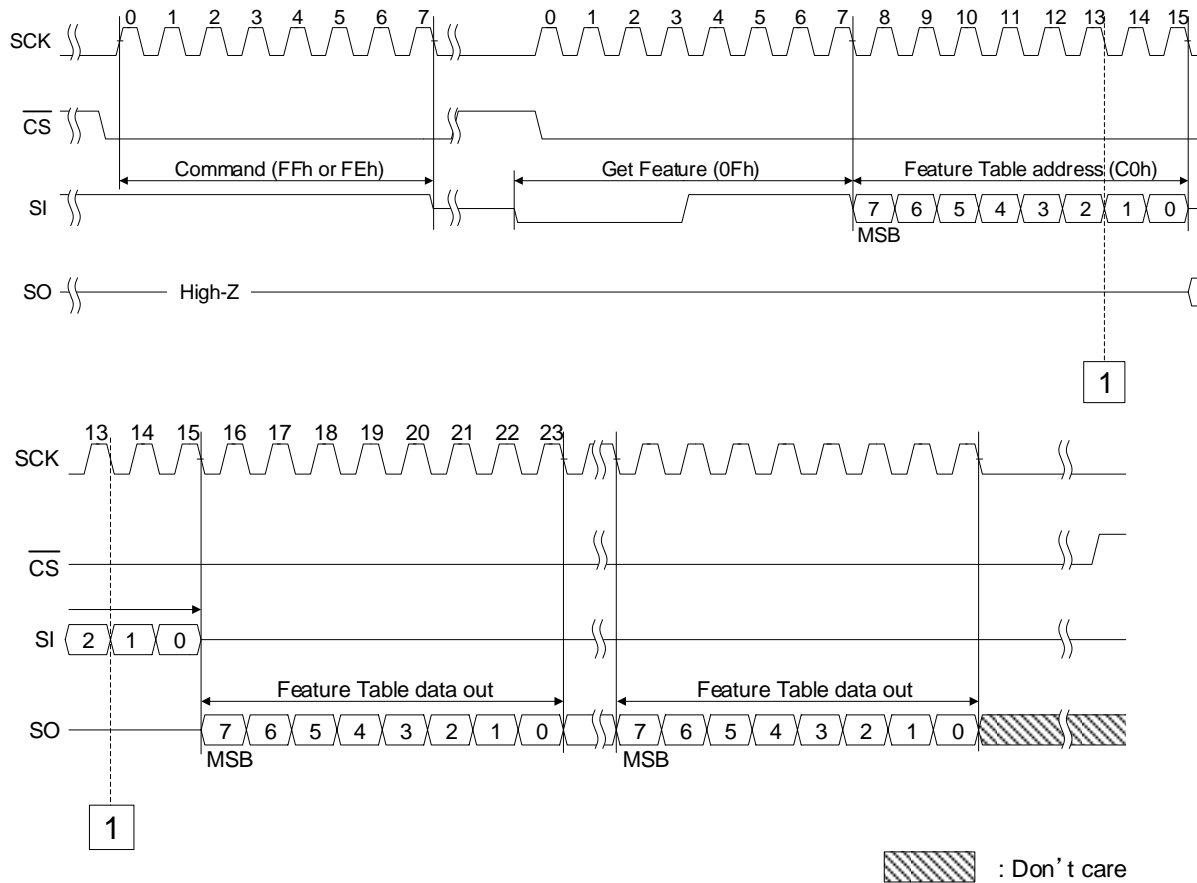 0 1 2 3 4 5 6 7 0 1 2 3 4 5 6 7 8 9 10 11 12 13 14 15
SCK
CS
Command (FFh or FEh) Get Feature (0Fh) Feature Table address (C0h)
SI 7 6 5 4 3 2 1 0
MSB
SO High-Z
1
13 14 15 16 17 18 19 20 21 22 23
SCK
CS
SI 2 1 0
Feature Table data out Feature Table data out
SO 7 6 5 4 3 2 1 0 7 6 5 4 3 2 1 0
MSB MSB
1
: Don't care